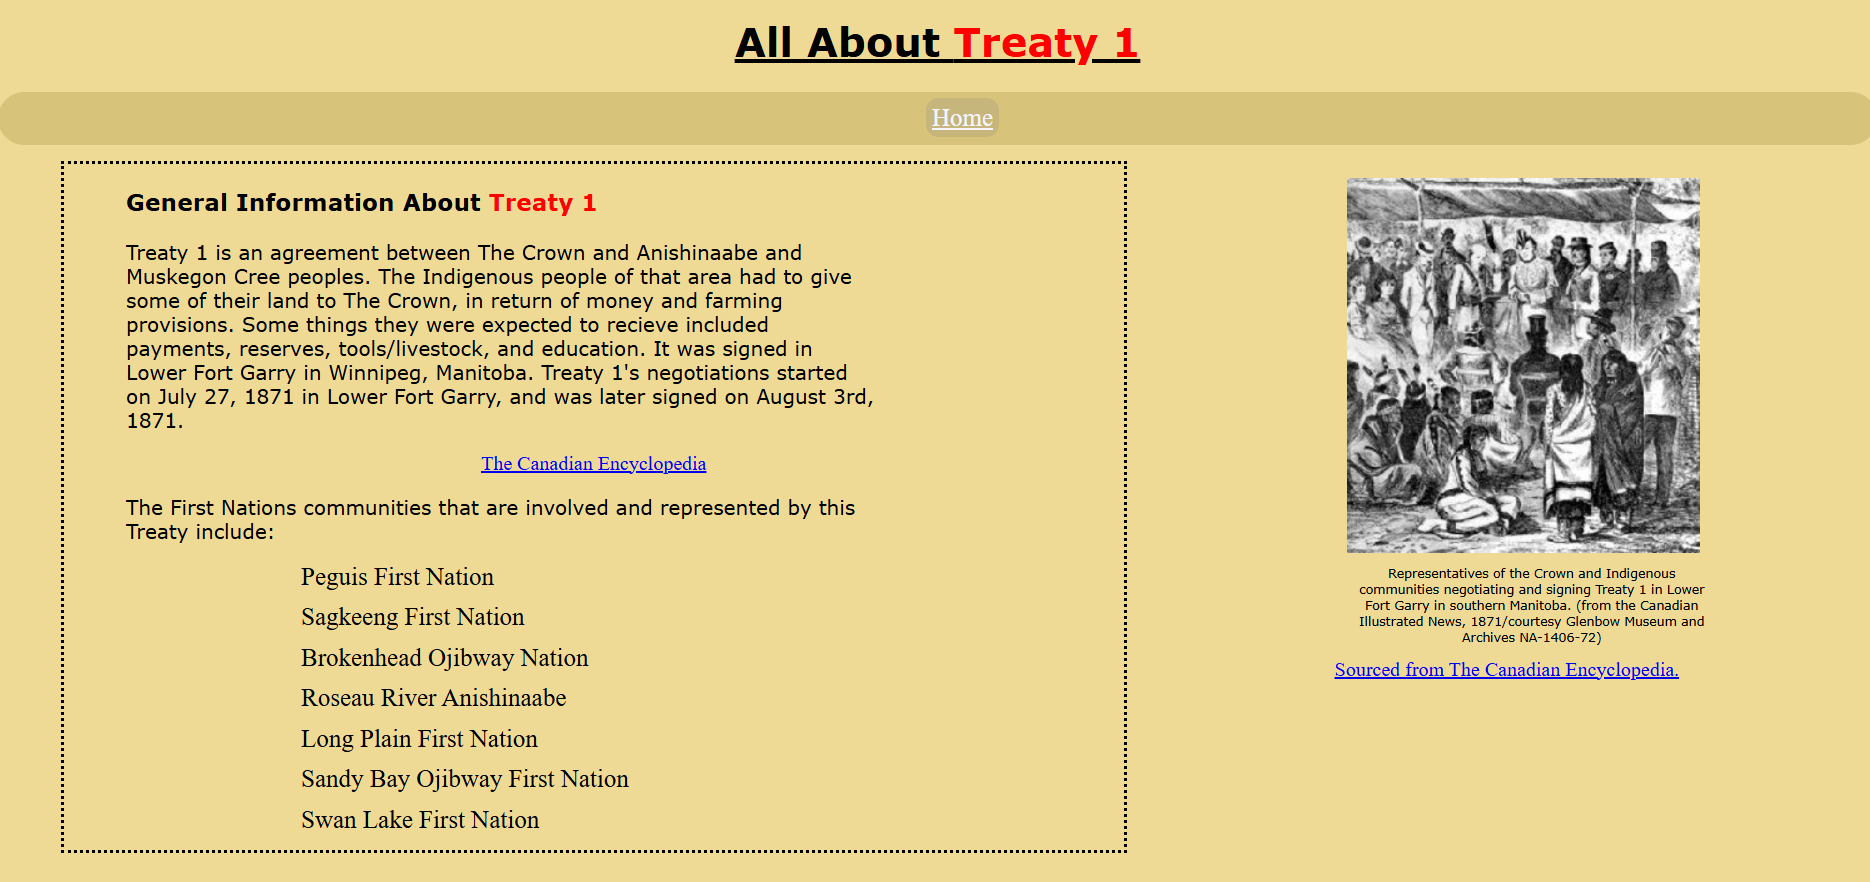 All About Treaty 1
Home
General Information About Treaty 1
Treaty 1 is an agreement between The Crown and Anishinaabe and
Muskegon Cree peoples. The Indigenous people of that area had to give
some of their land to The Crown, in return of money and farming
provisions. Some things they were expected to recieve included
payments, reserves, tools/livestock, and education. It was signed in
Lower Fort Garry in Winnipeg, Manitoba. Treaty 1's negotiations started
on July 27, 1871 in Lower Fort Garry, and was later signed on August 3rd,
1871.
The Canadian Encyclopedia
The First Nations communities that are involved and represented by this
Treaty include:
Peguis First Nation
Sagkeeng First Nation
Brokenhead Ojibway Nation
Roseau River Anishinaabe
Long Plain First Nation
Sandy Bay Ojibway First Nation
Swan Lake First Nation
Representatives of the Crown and Indigenous
communities negotiating and signing Treaty 1 in Lower
Fort Garry in southern Manitoba. (from the Canadian
Illustrated News, 1871/courtesy Glenbow Museum and
Archives NA-1406-72)
Sourced from The Canadian Encyclopedia.